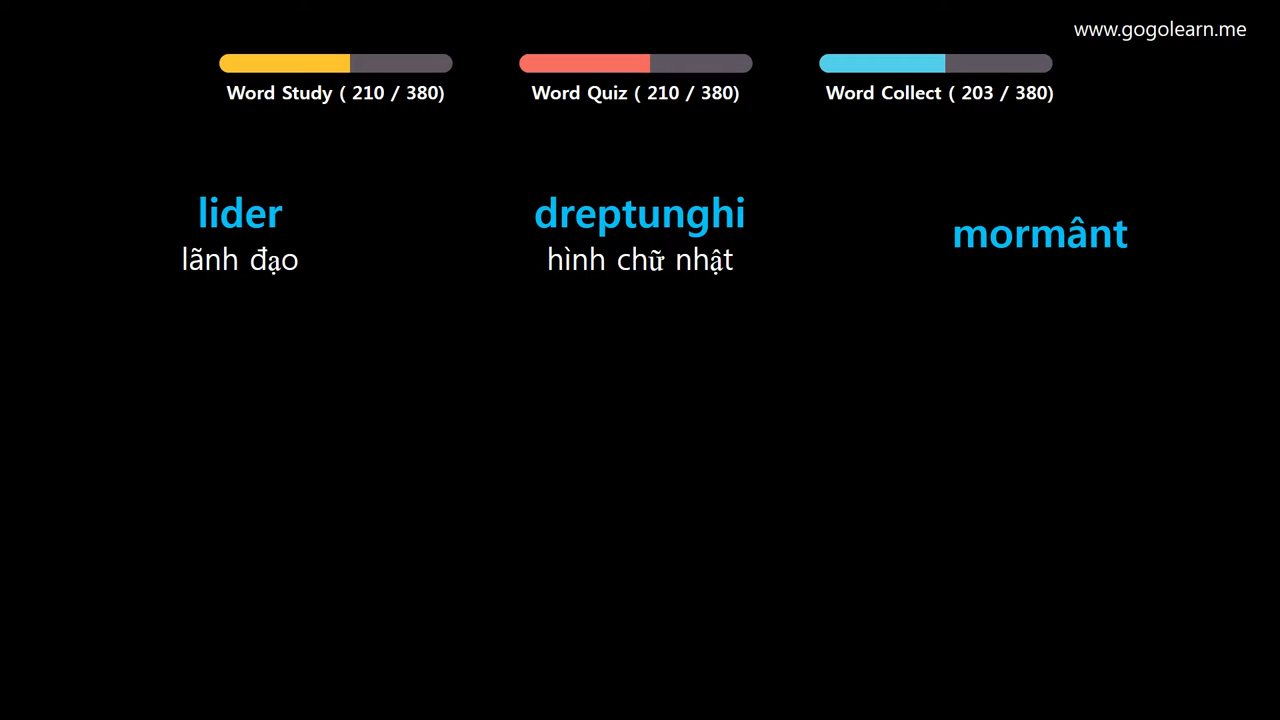 www.gogolearn.me
Word Study ( 210 / 380)
Word Quiz ( 210 / 380)
Word Collect ( 203 / 380)
lider
lãnh đạo
dreptunghi
hình chữ nhật
mormânt